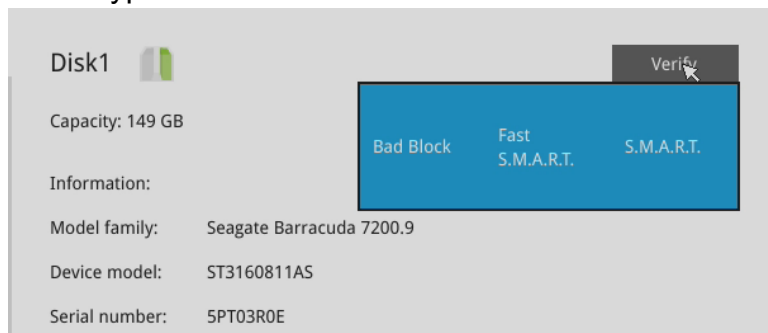 Disk1
Verify
Capacity: 149 GB
Bad Block
Fast
S.M.A.R.T.
S.M.A.R.T.
Information:
Model family: Seagate Barracuda 7200.9
Device model: ST3160811AS
Serial number: 5PT03R0E